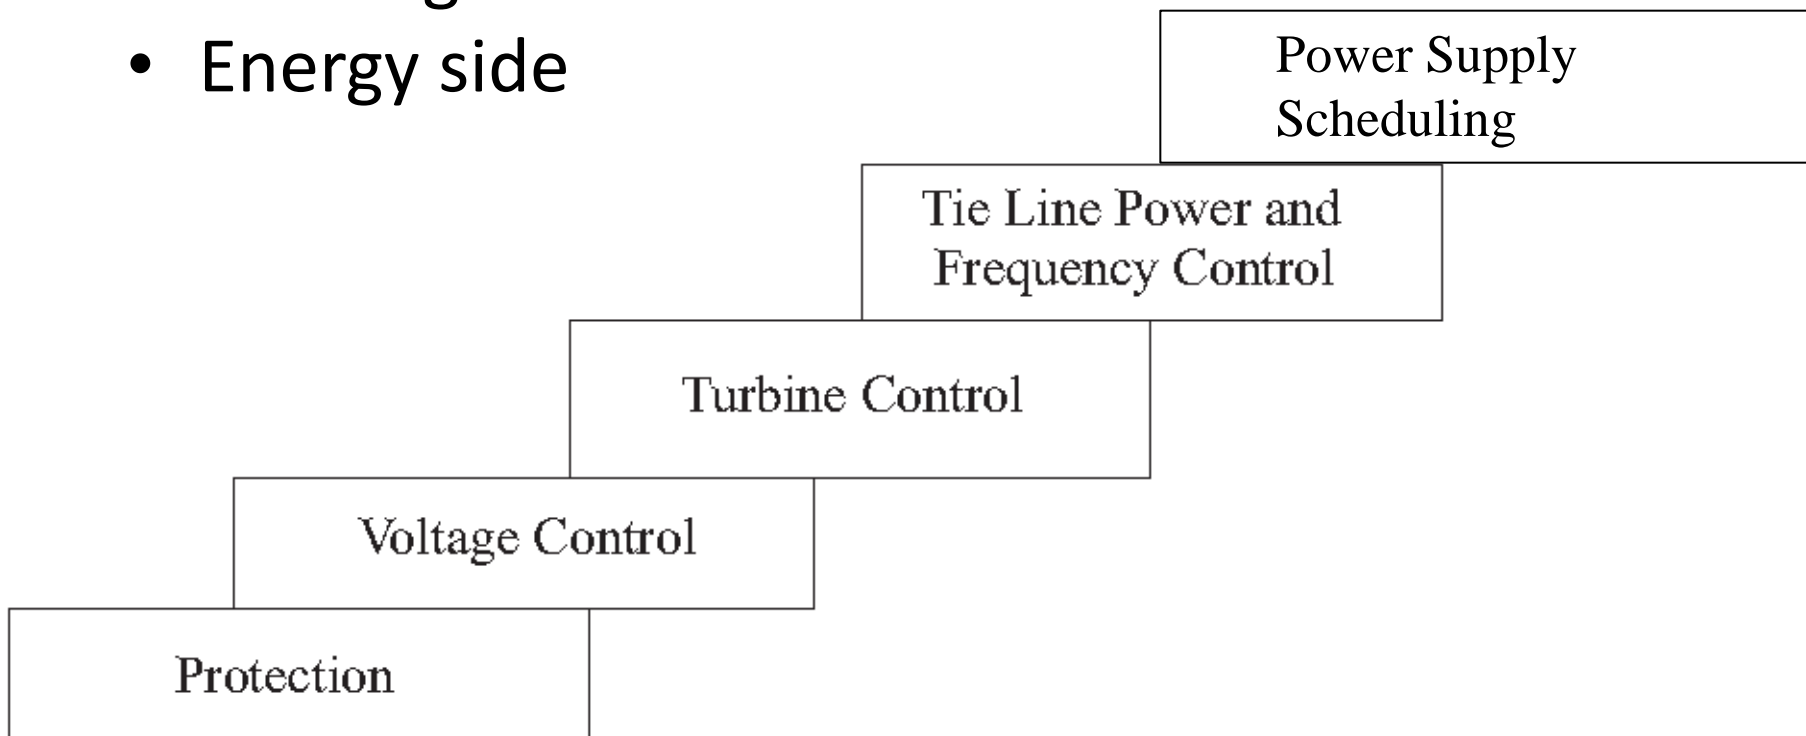 • Energy side
Power Supply
Scheduling
Tie Line Power and
Frequency Control
Turbine Control
Voltage Control
Protection